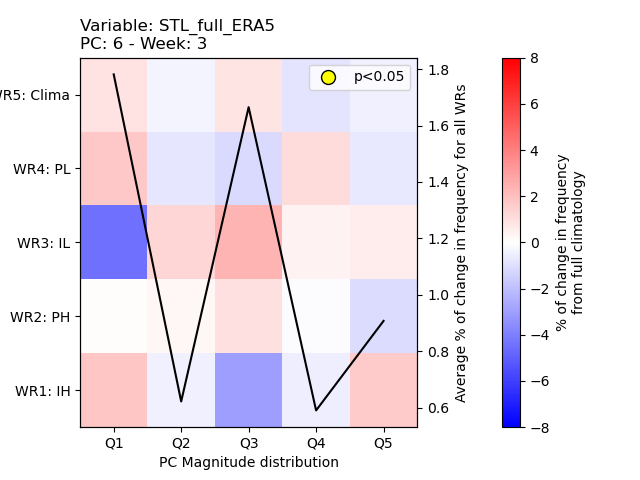 Variable: STL_full_ERA5
PC: 6 - Week: 3
p<0.05
WR5: Clima
WR4: PL
WR3: IL
WR2: PH
WR1: IH
Q1 Q2 Q3 Q4 Q5
PC Magnitude distribution
1.8
1.6
1.4
1.2
1.0
0.8
0.6
Average % of change in frequency for all WRs
8
6
4
2
0
−2
−4
−6
−8
% of change in frequency
from full climatology